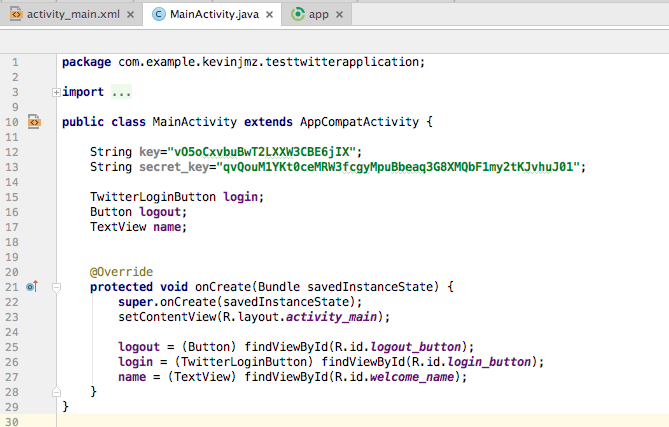 activity_main.xml × MainActivity.java × app ×
1 package com.example.kevinjmz.testtwitterapplication;
2
3 import ...
9
10 public class MainActivity extends AppCompatActivity {
11
12 String key="vO5oCxvbuBwT2LXXW3CBE6jIX";
13 String secret_key="qvQouM1YKt0ceMRW3fcgyMpuBbeaq3G8XMQbF1my2tKJvhuJ01";
14
15 TwitterLoginButton login;
16 Button logout;
17 TextView name;
18
19
20 @Override
21 protected void onCreate(Bundle savedInstanceState) {
22 super.onCreate(savedInstanceState);
23 setContentView(R.layout.activity_main);
24
25 logout = (Button) findViewById(R.id.logout_button);
26 login = (TwitterLoginButton) findViewById(R.id.login_button);
27 name = (TextView) findViewById(R.id.welcome_name);
28 }
29 }
30